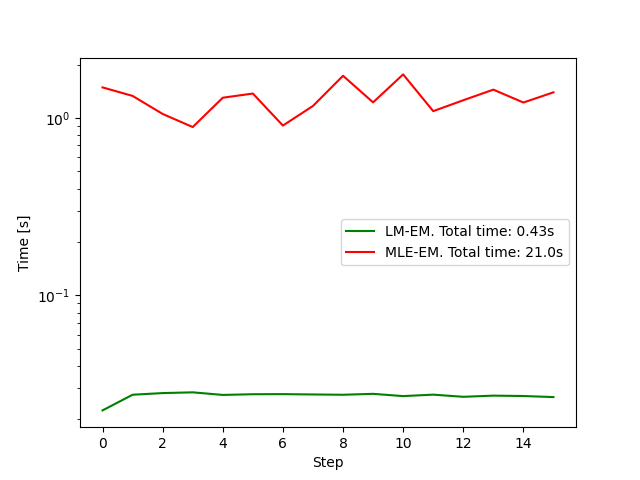 10⁰
Time [s]
LM-EM. Total time: 0.43s
MLE-EM. Total time: 21.0s
10⁻¹
0 2 4 6 8 10 12 14
Step